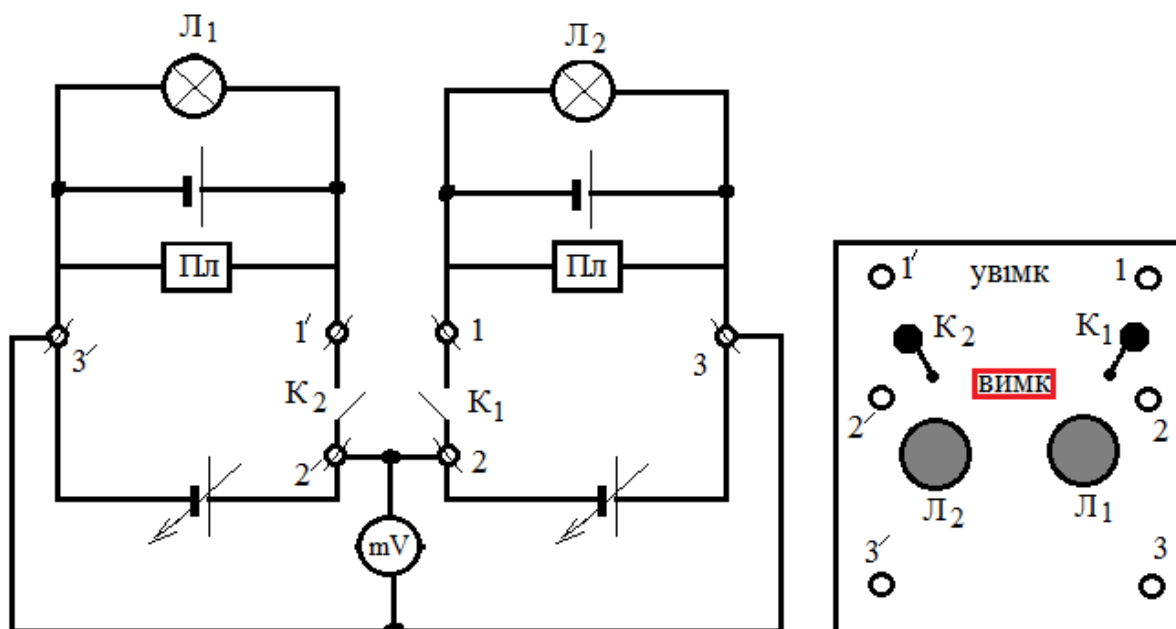 Л1 Л2
Пл Пл
3′ 1′ 1 3
К2 К1
2′ 2
mV
1′ увімк 1
К2 К1
вимк
2′ 2
Л2 Л1
3′ 3